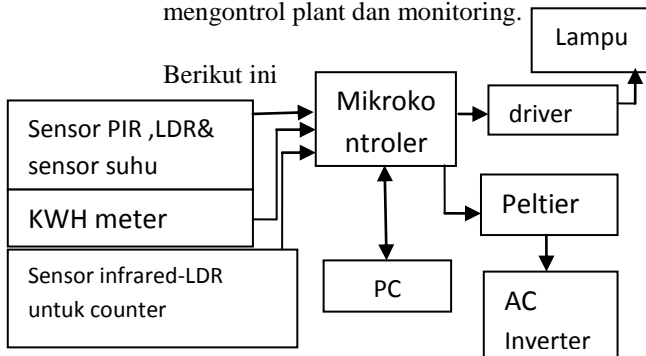 mengontrol plant dan monitoring.
Berikut ini
Lampu
Mikroko
ntroler
driver
Sensor PIR ,LDR&
sensor suhu
KWH meter
Peltier
Sensor infrared-LDR
untuk counter
PC
AC
Inverter